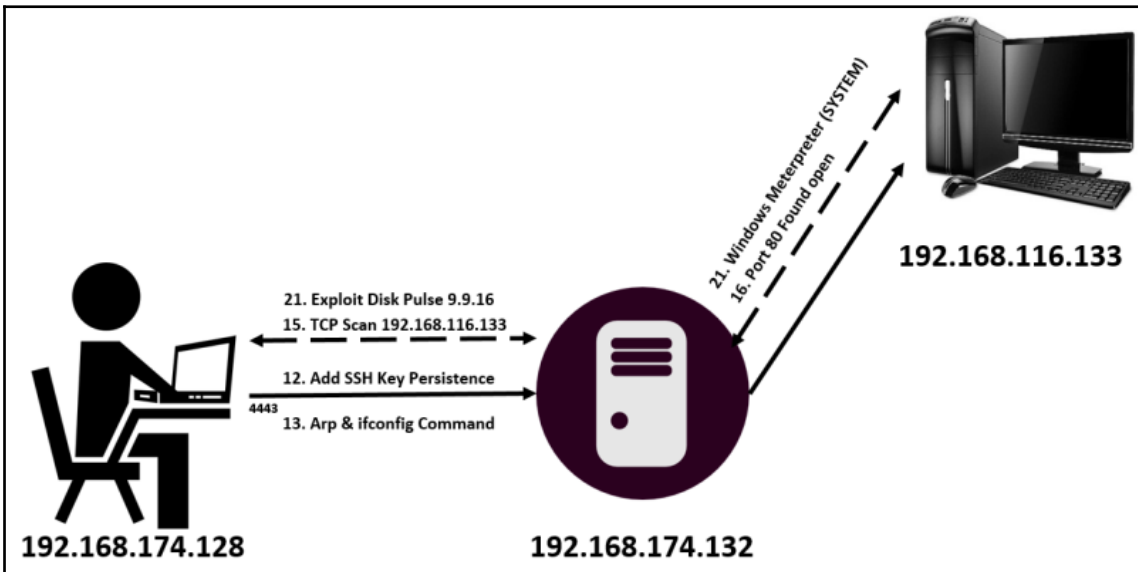 21. Windows Meterpreter (SYSTEM)
16. Port 80 Found open
192.168.116.133
21. Exploit Disk Pulse 9.9.16
15. TCP Scan 192.168.116.133
12. Add SSH Key Persistence
4443
13. Arp & ifconfig Command
192.168.174.128
192.168.174.132